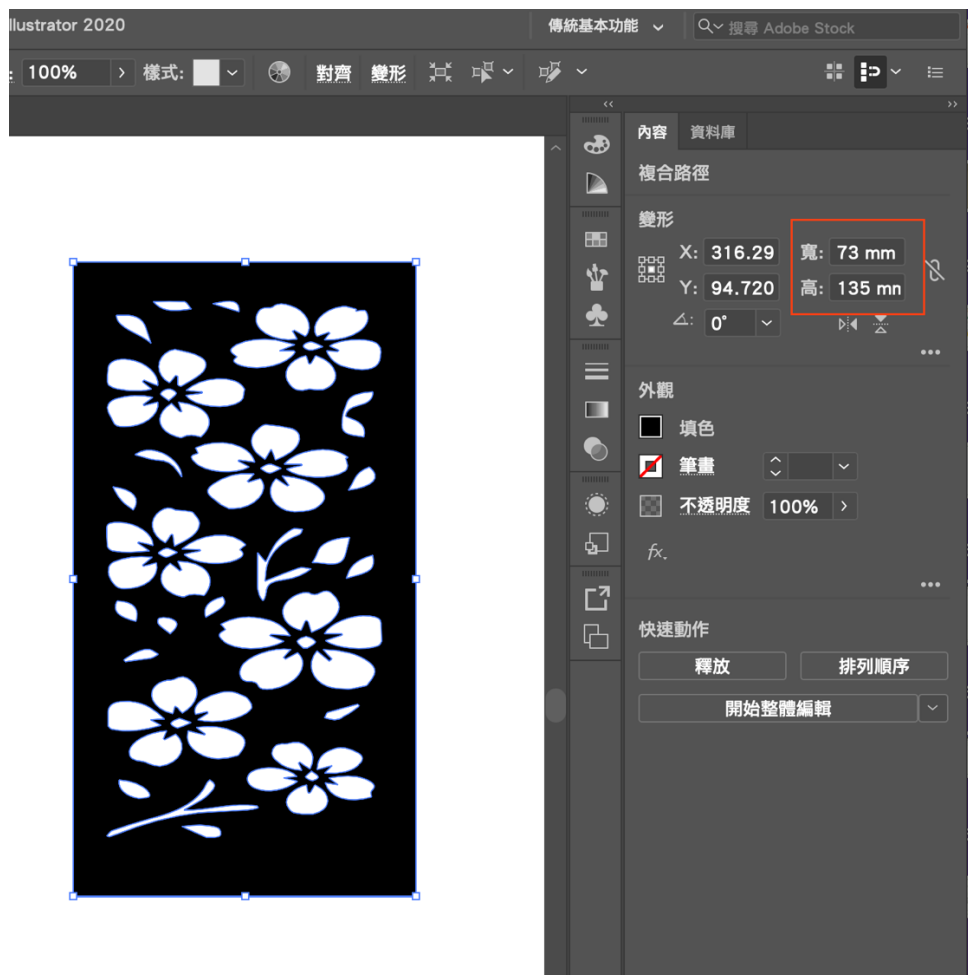 llustrator 2020
傳統基本功能
搜尋 Adobe Stock
: 100% 樣式:
對齊 變形
內容 資料庫
複合路徑
變形
X: 316.29 寬: 73 mm
Y: 94.720 高: 135 mn
0°
外觀
填色
筆畫
不透明度 100%
fx.
快速動作
釋放 排列順序
開始整體編輯